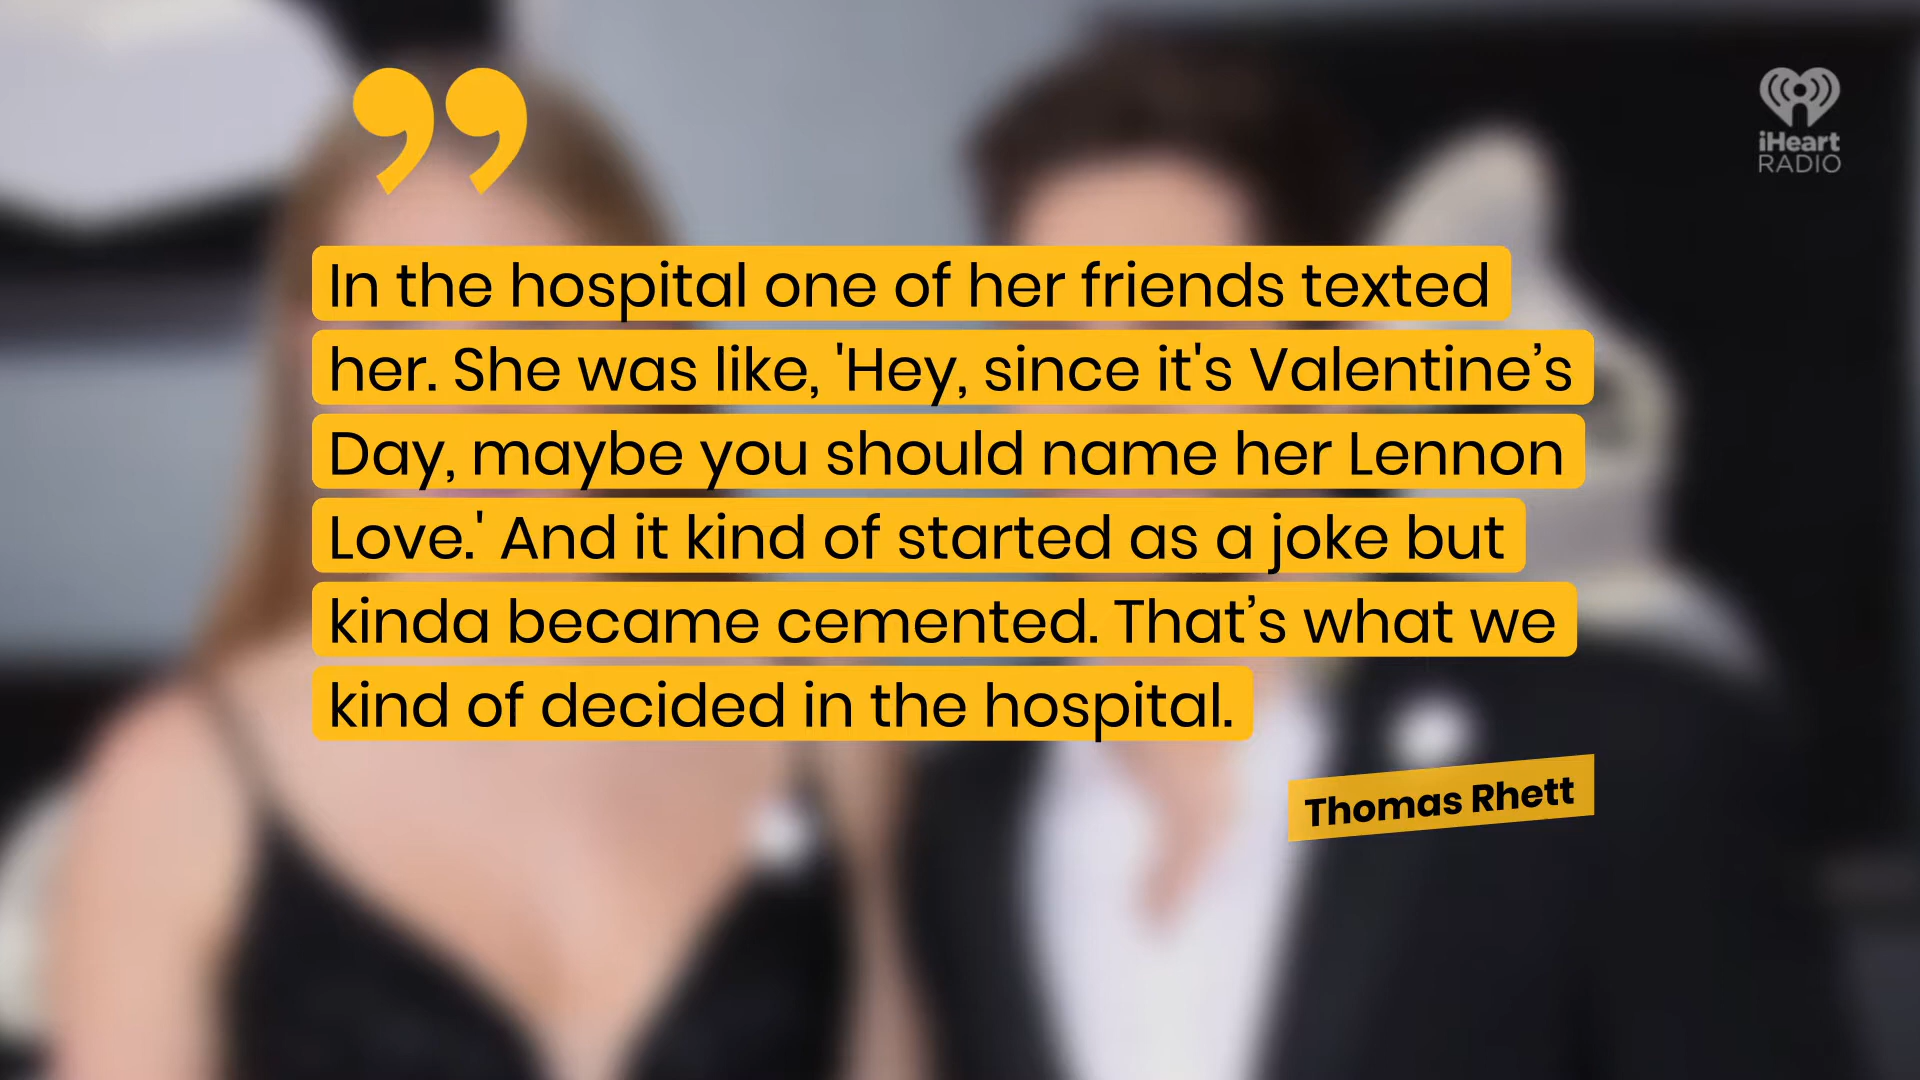 ”
iHeart
RADIO
In the hospital one of her friends texted
her. She was like, 'Hey, since it's Valentine’s
Day, maybe you should name her Lennon
Love.' And it kind of started as a joke but
kinda became cemented. That’s what we
kind of decided in the hospital.
Thomas Rhett